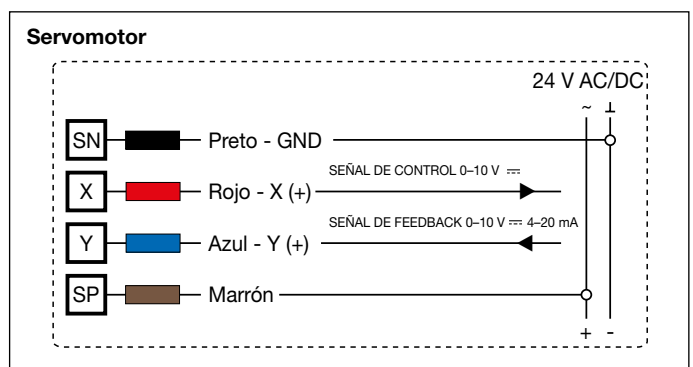 Servomotor
24 V AC/DC
~ ⊥
SN Preto - GND
SEÑAL DE CONTROL 0–10 V ⎓
X Rojo - X (+)
SEÑAL DE FEEDBACK 0–10 V ⎓ 4–20 mA
Y Azul - Y (+)
SP Marrón
+ -